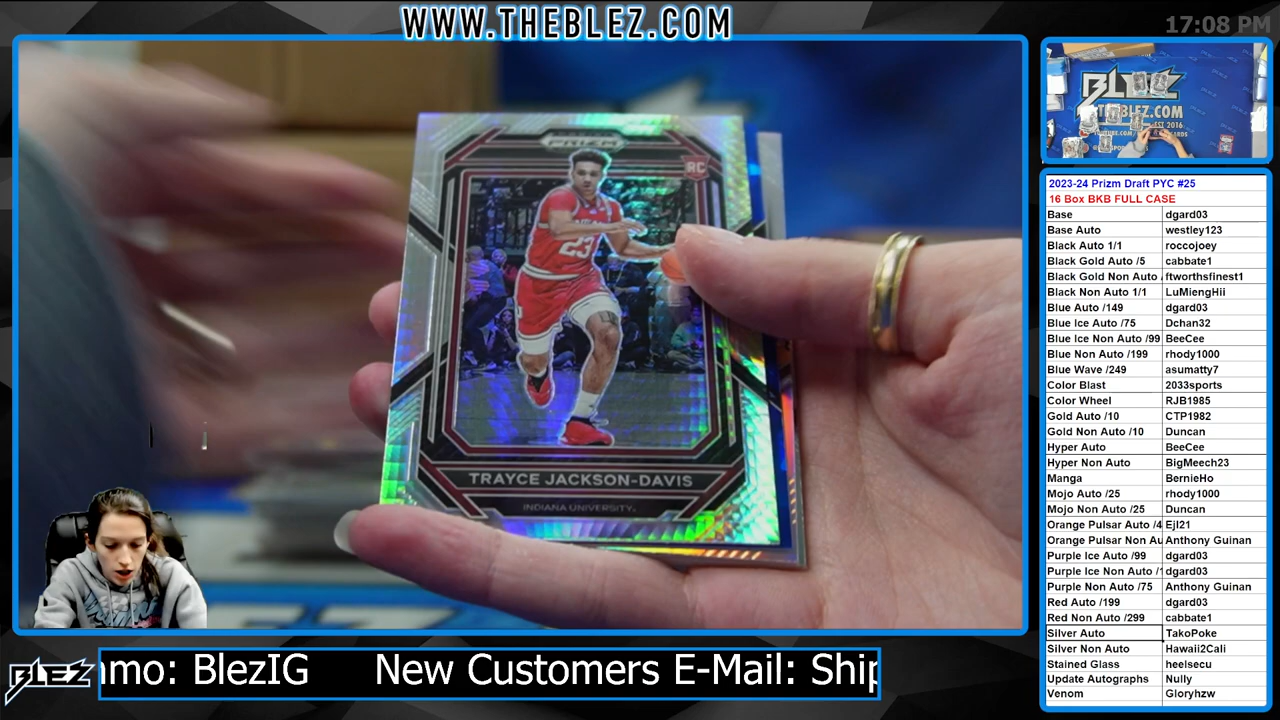 WWW.THEBLEZ.COM
17:08 PM
PRIZM
RC
23
TRAYCE JACKSON-DAVIS
INDIANA UNIVERSITY
BLEZ
THEBLEZ.COM
2023-24 Prizm Draft PYC #25
16 Box BKB FULL CASE
Base dgard03
Base Auto westley123
Black Auto 1/1 roccojoey
Black Gold Auto /5 cabbate1
Black Gold Non Auto ftworthsfinest1
Black Non Auto 1/1 LuMiengHii
Blue Auto /149 dgard03
Blue Ice Auto /75 Dchan32
Blue Ice Non Auto /99 BeeCee
Blue Non Auto /199 rhody1000
Blue Wave /249 asumatty7
Color Blast 2033sports
Color Wheel RJB1985
Gold Auto /10 CTP1982
Gold Non Auto /10 Duncan
Hyper Auto BeeCee
Hyper Non Auto BigMeech23
Manga BernieHo
Mojo Auto /25 rhody1000
Mojo Non Auto /25 Duncan
Orange Pulsar Auto /4 Ejl21
Orange Pulsar Non Au Anthony Guinan
Purple Ice Auto /99 dgard03
Purple Ice Non Auto /1 dgard03
Purple Non Auto /75 Anthony Guinan
Red Auto /199 dgard03
Red Non Auto /299 cabbate1
Silver Auto TakoPoke
Silver Non Auto Hawaii2Cali
Stained Glass heelsecu
Update Autographs Nully
Venom Gloryhzw
BLEZ
mo: BlezIG New Customers E-Mail: Ship